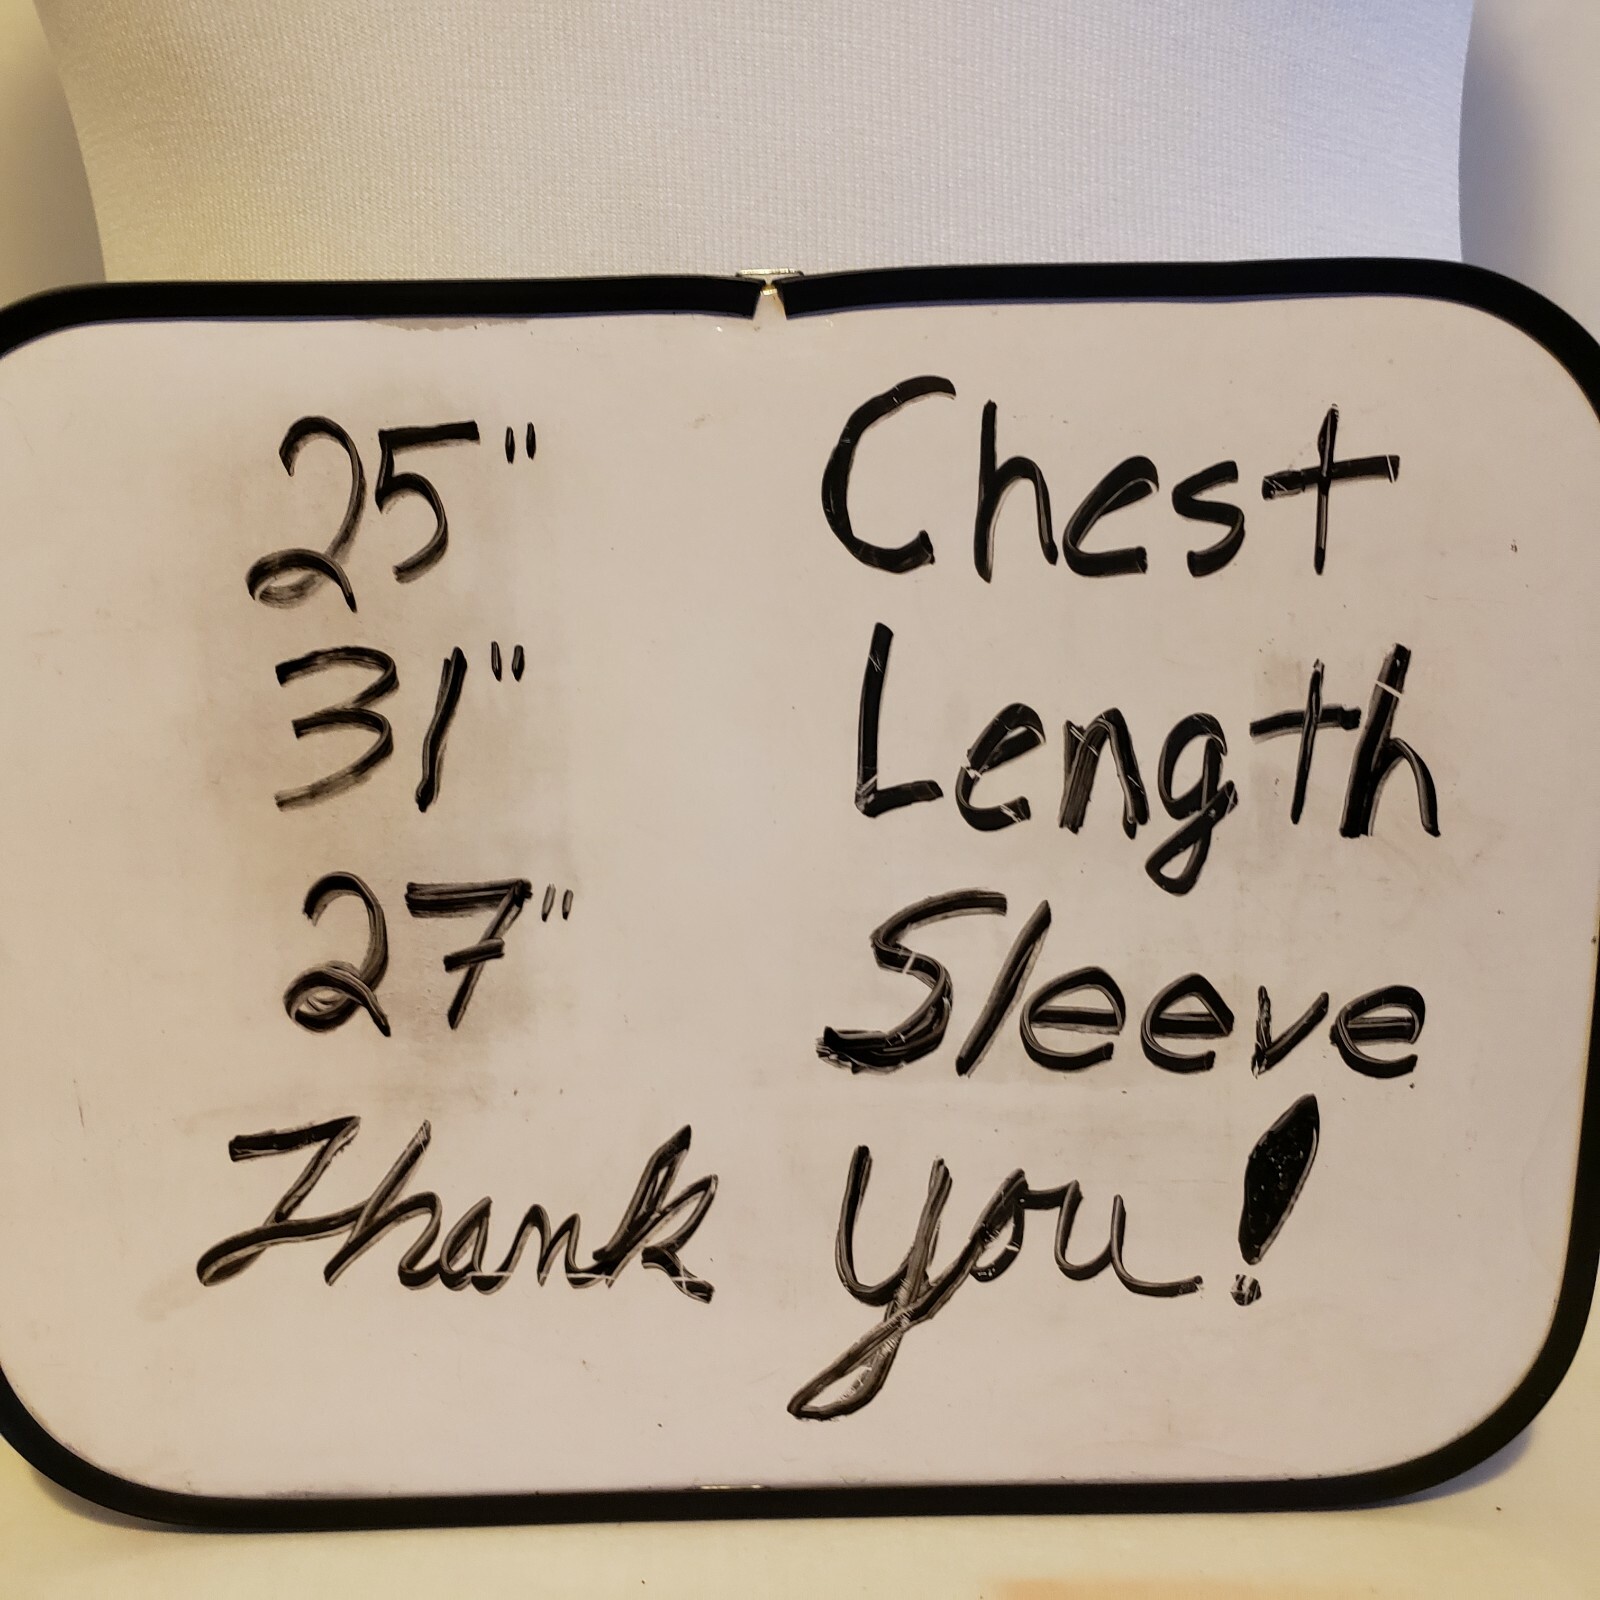 25" Chest
31" Length
27" Sleeve
Thank you!